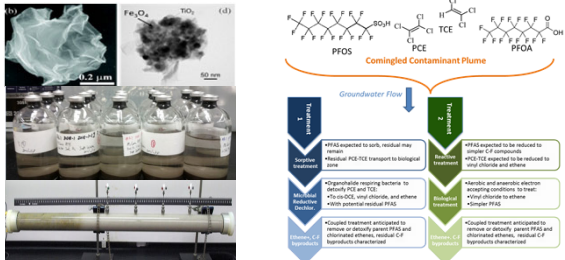 (b)
0.2 µm
Fe3O4
TiO2
(d)
50 nm
PFOS
PCE
TCE
PFOA
Comingled Contaminant Plume
Groundwater Flow
Treatment 1
Sorptive treatment
•PFAS expected to sorb, residual may remain
•Residual PCE-TCE transport to biological zone
Microbial Reductive Dechlor.
•Organohalide respiring bacteria to detoxify PCE and TCE:
•To cis-DCE, vinyl chloride, and ethene
•With potential residual PFAS
Ethene+, C-F byproducts
•Coupled treatment anticipated to remove or detoxify parent PFAS and chlorinated ethenes, residual C-F byproducts characterized
Treatment 2
Reactive treatment
•PFAS expected to be reduced to simpler C-F compounds
•PCE-TCE expected to be reduced to vinyl chloride and ethene
Biological treatment
•Aerobic and anaerobic electron accepting conditions to treat:
•Vinyl chloride to ethene
•Simpler PFAS
Ethene+, C-F byproducts
•Coupled treatment anticipated to remove or detoxify parent PFAS and chlorinated ethenes, residual C-F byproducts characterized